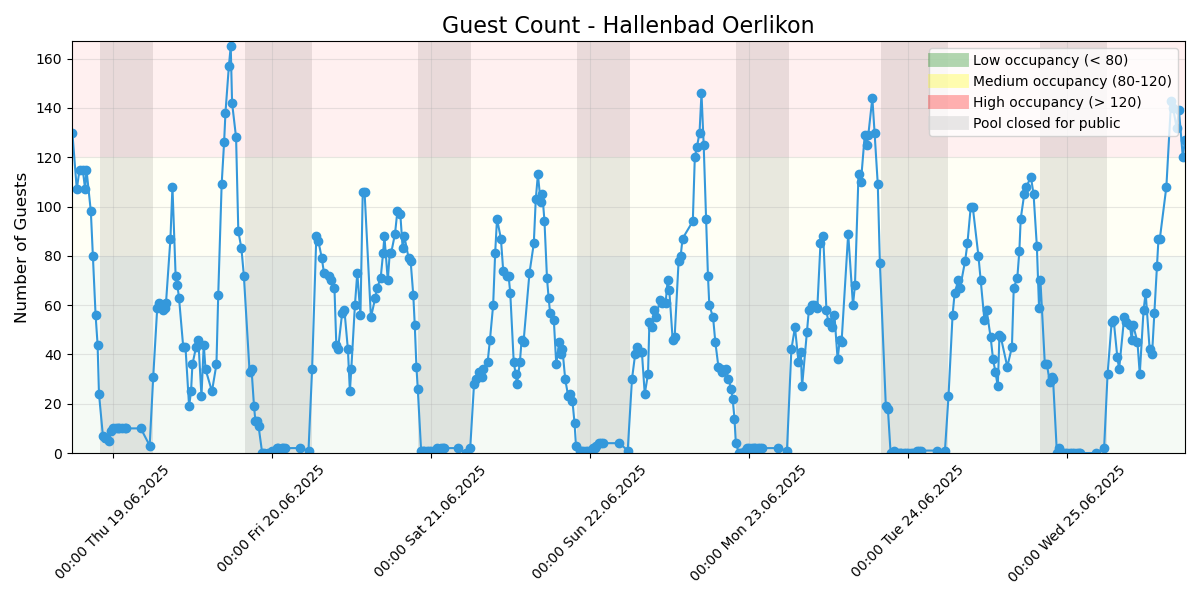 Guest Count - Hallenbad Oerlikon
Number of Guests
160
140
120
100
80
60
40
20
0
Low occupancy (< 80)
Medium occupancy (80-120)
High occupancy (> 120)
Pool closed for public
00:00 Thu 19.06.2025
00:00 Fri 20.06.2025
00:00 Sat 21.06.2025
00:00 Sun 22.06.2025
00:00 Mon 23.06.2025
00:00 Tue 24.06.2025
00:00 Wed 25.06.2025